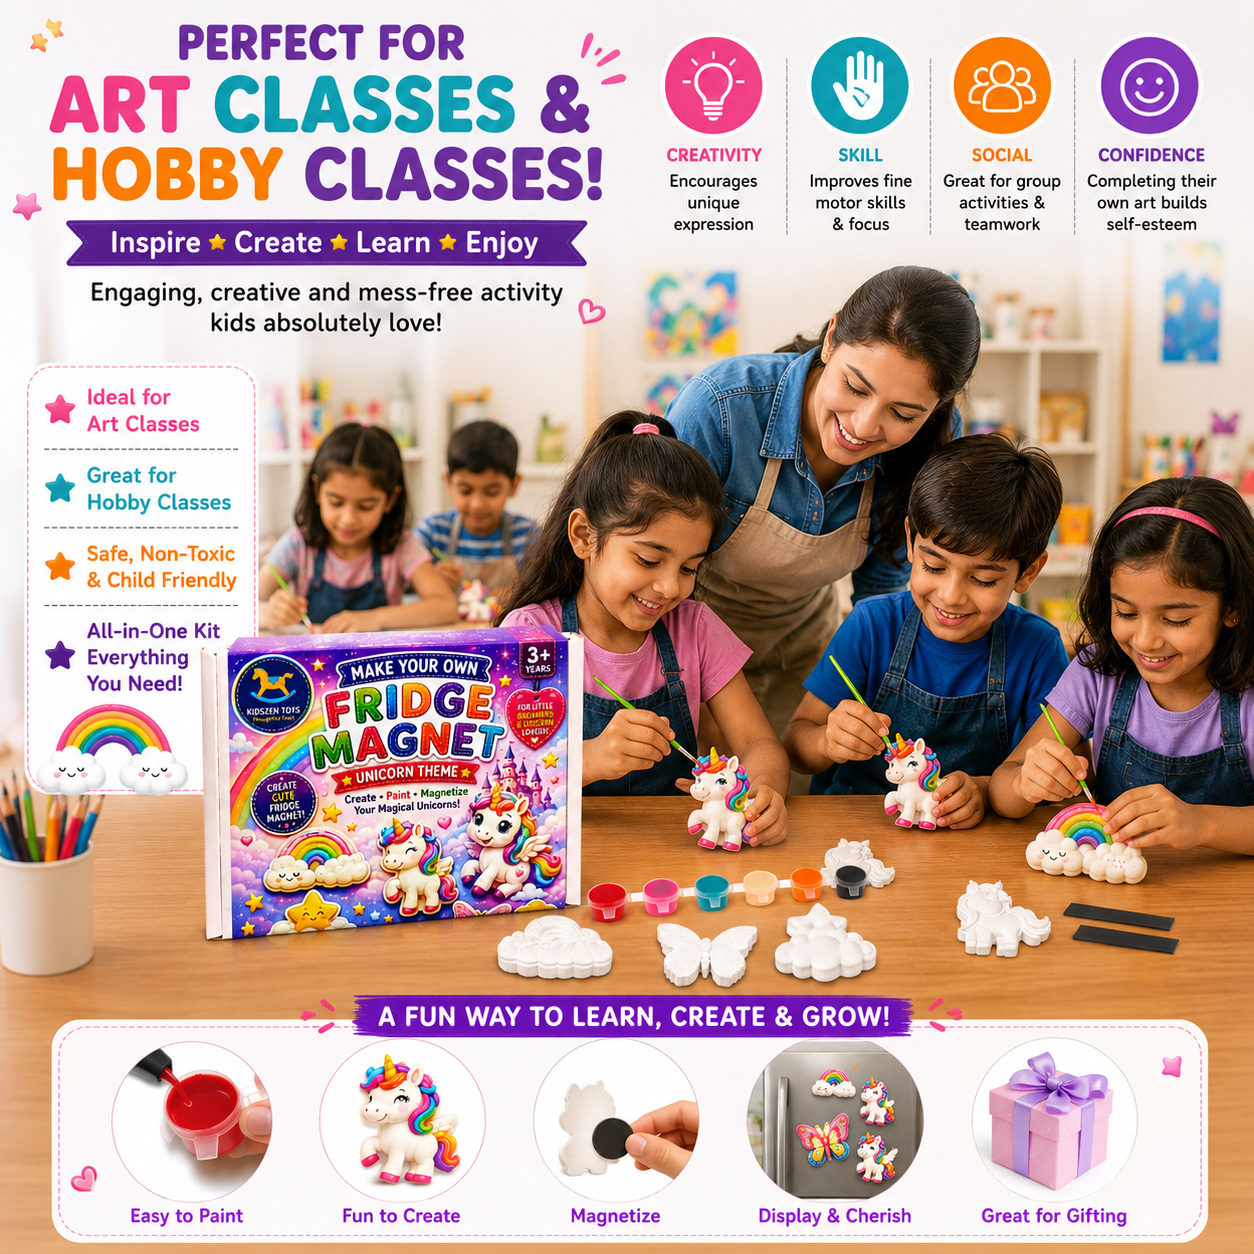 PERFECT FOR
ART CLASSES &
HOBBY CLASSES!
Inspire ★ Create ★ Learn ★ Enjoy
Engaging, creative and mess-free activity
kids absolutely love!
CREATIVITY
Encourages
unique
expression
SKILL
Improves fine
motor skills
& focus
SOCIAL
Great for group
activities &
teamwork
CONFIDENCE
Completing their
own art builds
self-esteem
Ideal for
Art Classes
Great for
Hobby Classes
Safe, Non-Toxic
& Child Friendly
All-in-One Kit
Everything
You Need!
KIDSZEN TOYS
MAKE YOUR OWN
FRIDGE
MAGNET
★ UNICORN THEME ★
Create • Paint • Magnetize
Your Magical Unicorns!
3+
YEARS
FOR LITTLE
& UNICORN
CREATE
CUTE
FRIDGE
MAGNET!
A FUN WAY TO LEARN, CREATE & GROW!
Easy to Paint
Fun to Create
Magnetize
Display & Cherish
Great for Gifting